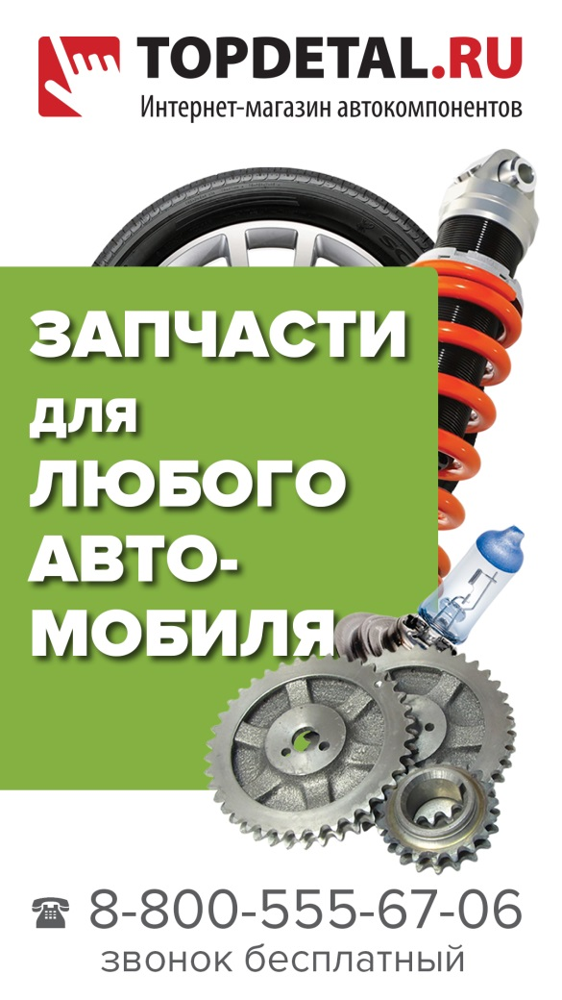 TOPDETAL.RU
Интернет-магазин автокомпонентов
ЗАПЧАСТИ
для
ЛЮБОГО
АВТО-
МОБИЛЯ
8-800-555-67-06
звонок бесплатный